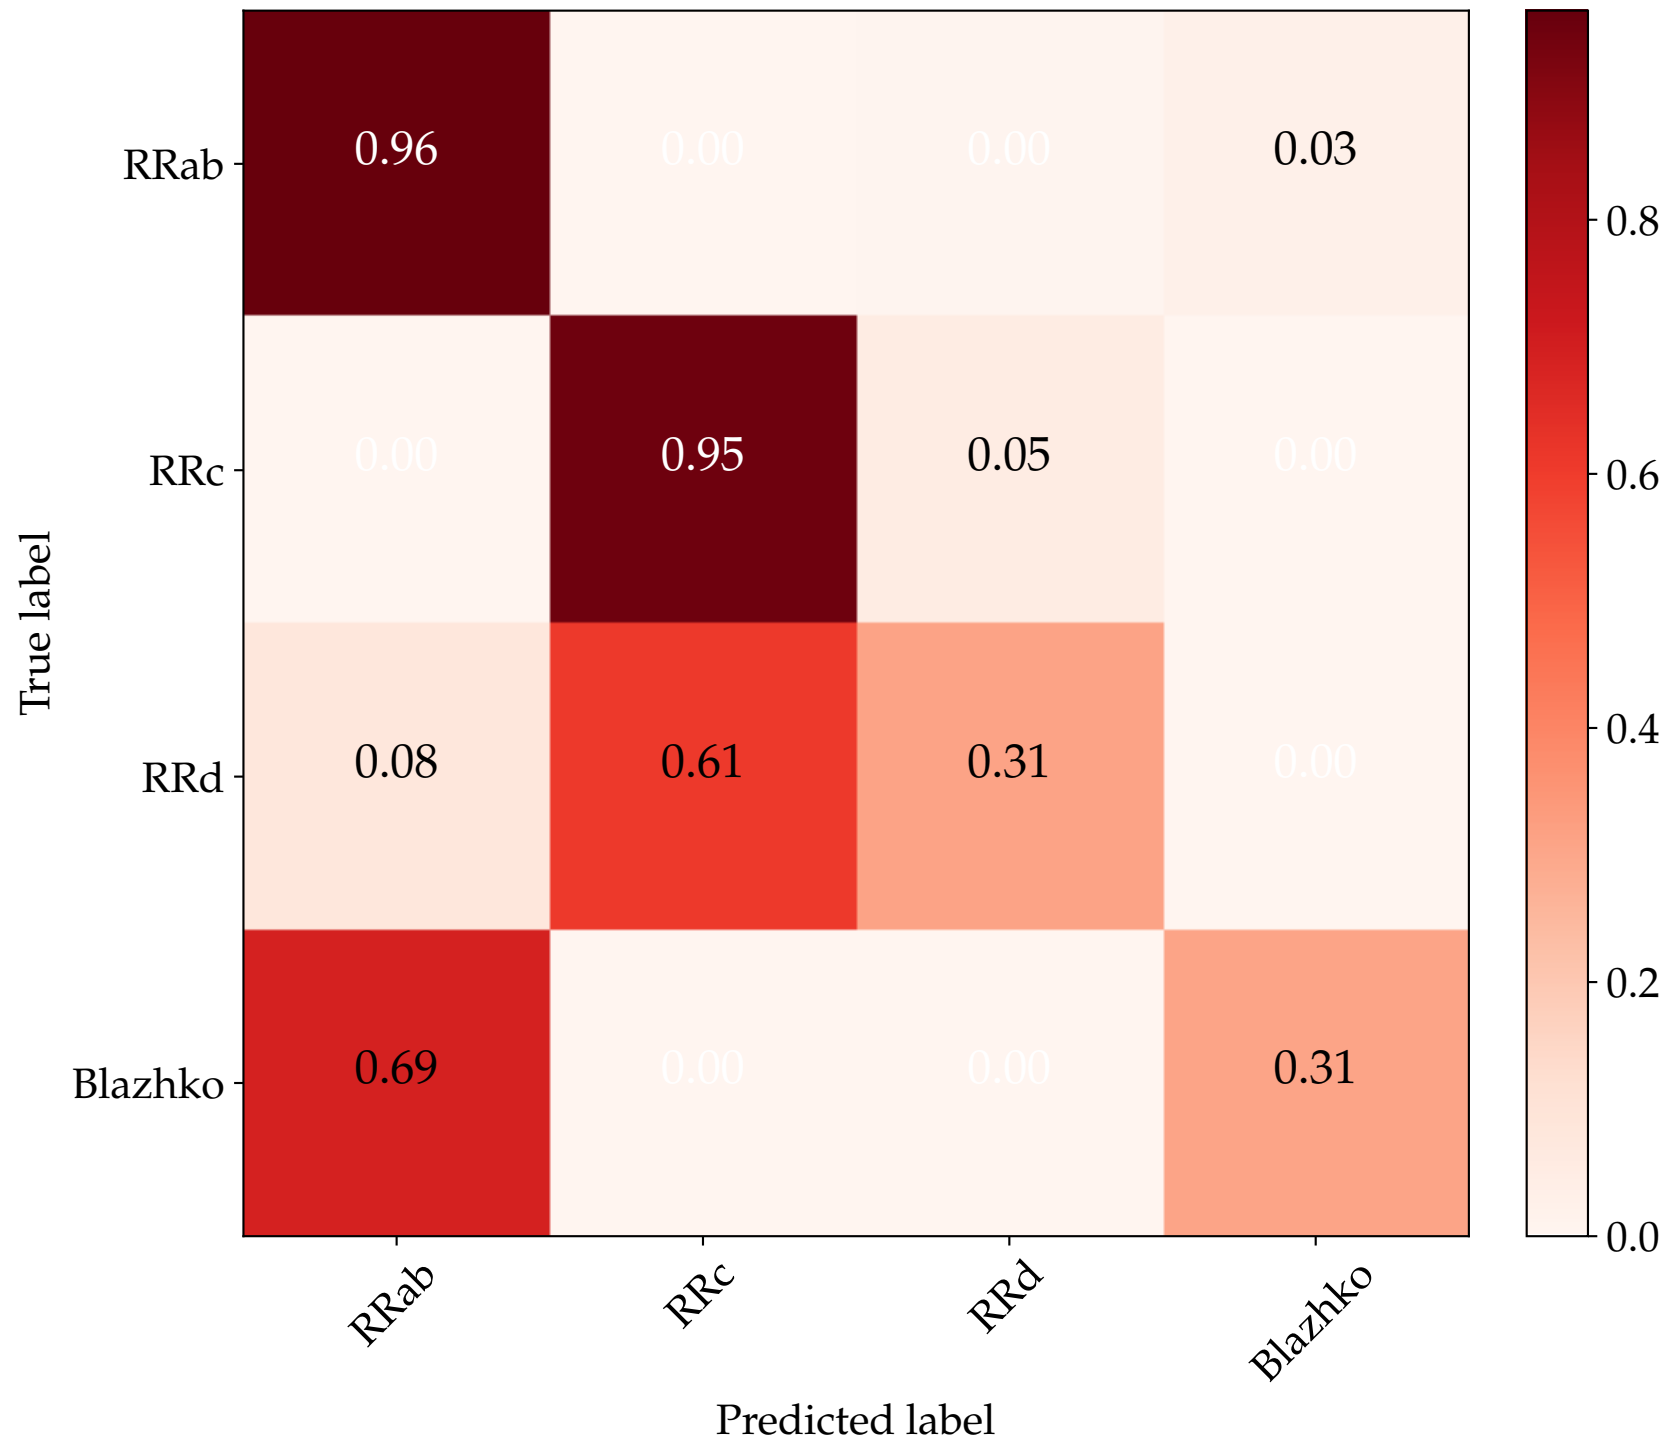 RRab 0.96 0.00 0.00 0.03
RRc 0.00 0.95 0.05 0.00
RRd 0.08 0.61 0.31 0.00
Blazhko 0.69 0.00 0.00 0.31
True label
RRab RRc RRd Blazhko
Predicted label
0.8
0.6
0.4
0.2
0.0